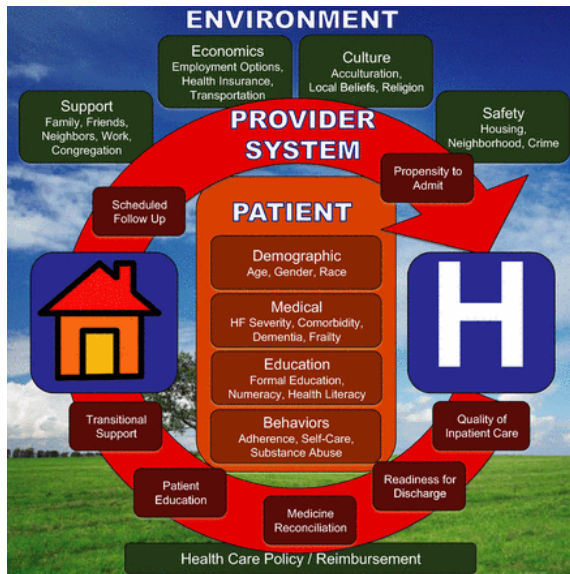 ENVIRONMENT
Economics
Employment Options,
Health Insurance,
Transportation
Culture
Acculturation,
Local Beliefs, Religion
Support
Family, Friends,
Neighbors, Work,
Congregation
Safety
Housing,
Neighborhood, Crime
PROVIDER
SYSTEM
Propensity to
Admit
Scheduled
Follow Up
PATIENT
Demographic
Age, Gender, Race
Medical
HF Severity, Comorbidity,
Dementia, Frailty
Education
Formal Education,
Numeracy, Health Literacy
Behaviors
Adherence, Self-Care,
Substance Abuse
H
Transitional
Support
Quality of
Inpatient Care
Patient
Education
Readiness for
Discharge
Medicine
Reconciliation
Health Care Policy / Reimbursement